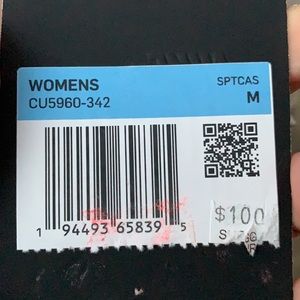 WOMENS
SPTCAS
CU5960-342
M
$100
1 94493 65839 5